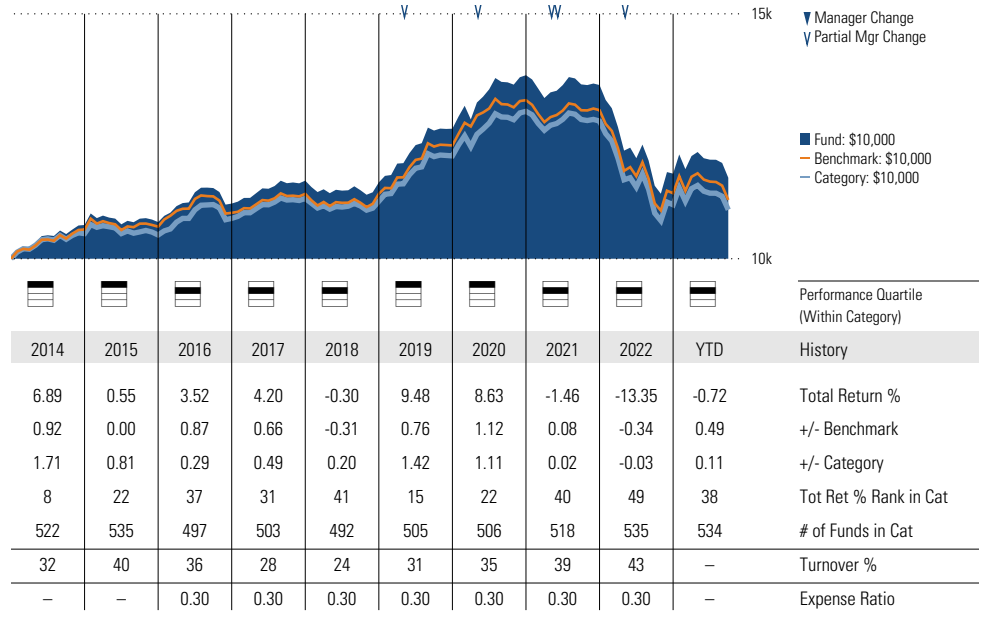 15k
Manager Change
Partial Mgr Change
Fund: $10,000
Benchmark: $10,000
Category: $10,000
10k
Performance Quartile
(Within Category)
2014 2015 2016 2017 2018 2019 2020 2021 2022 YTD History
6.89 0.55 3.52 4.20 -0.30 9.48 8.63 -1.46 -13.35 -0.72 Total Return %
0.92 0.00 0.87 0.66 -0.31 0.76 1.12 0.08 -0.34 0.49 +/- Benchmark
1.71 0.81 0.29 0.49 0.20 1.42 1.11 0.02 -0.03 0.11 +/- Category
8 22 37 31 41 15 22 40 49 38 Tot Ret % Rank in Cat
522 535 497 503 492 505 506 518 535 534 # of Funds in Cat
32 40 36 28 24 31 35 39 43 – Turnover %
– – 0.30 0.30 0.30 0.30 0.30 0.30 0.30 – Expense Ratio